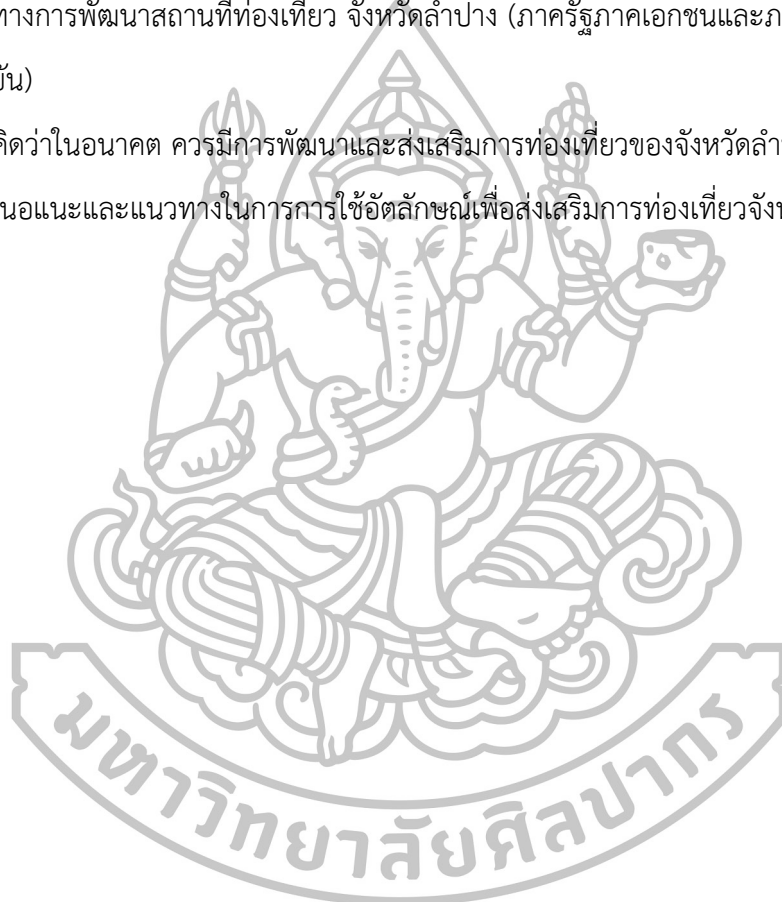 ทางการพัฒนาสถานที่ท่องเที่ยว จังหวัดลำปาง (ภาครัฐภาคเอกชนและภ
ขัน)
คิดว่าในอนาคต ควรมีการพัฒนาและส่งเสริมการท่องเที่ยวของจังหวัดลำ
นอแนะและแนวทางในการการใช้อัตลักษณ์เพื่อส่งเสริมการท่องเที่ยวจัง
มหาวิทยาลัยศิลปากร